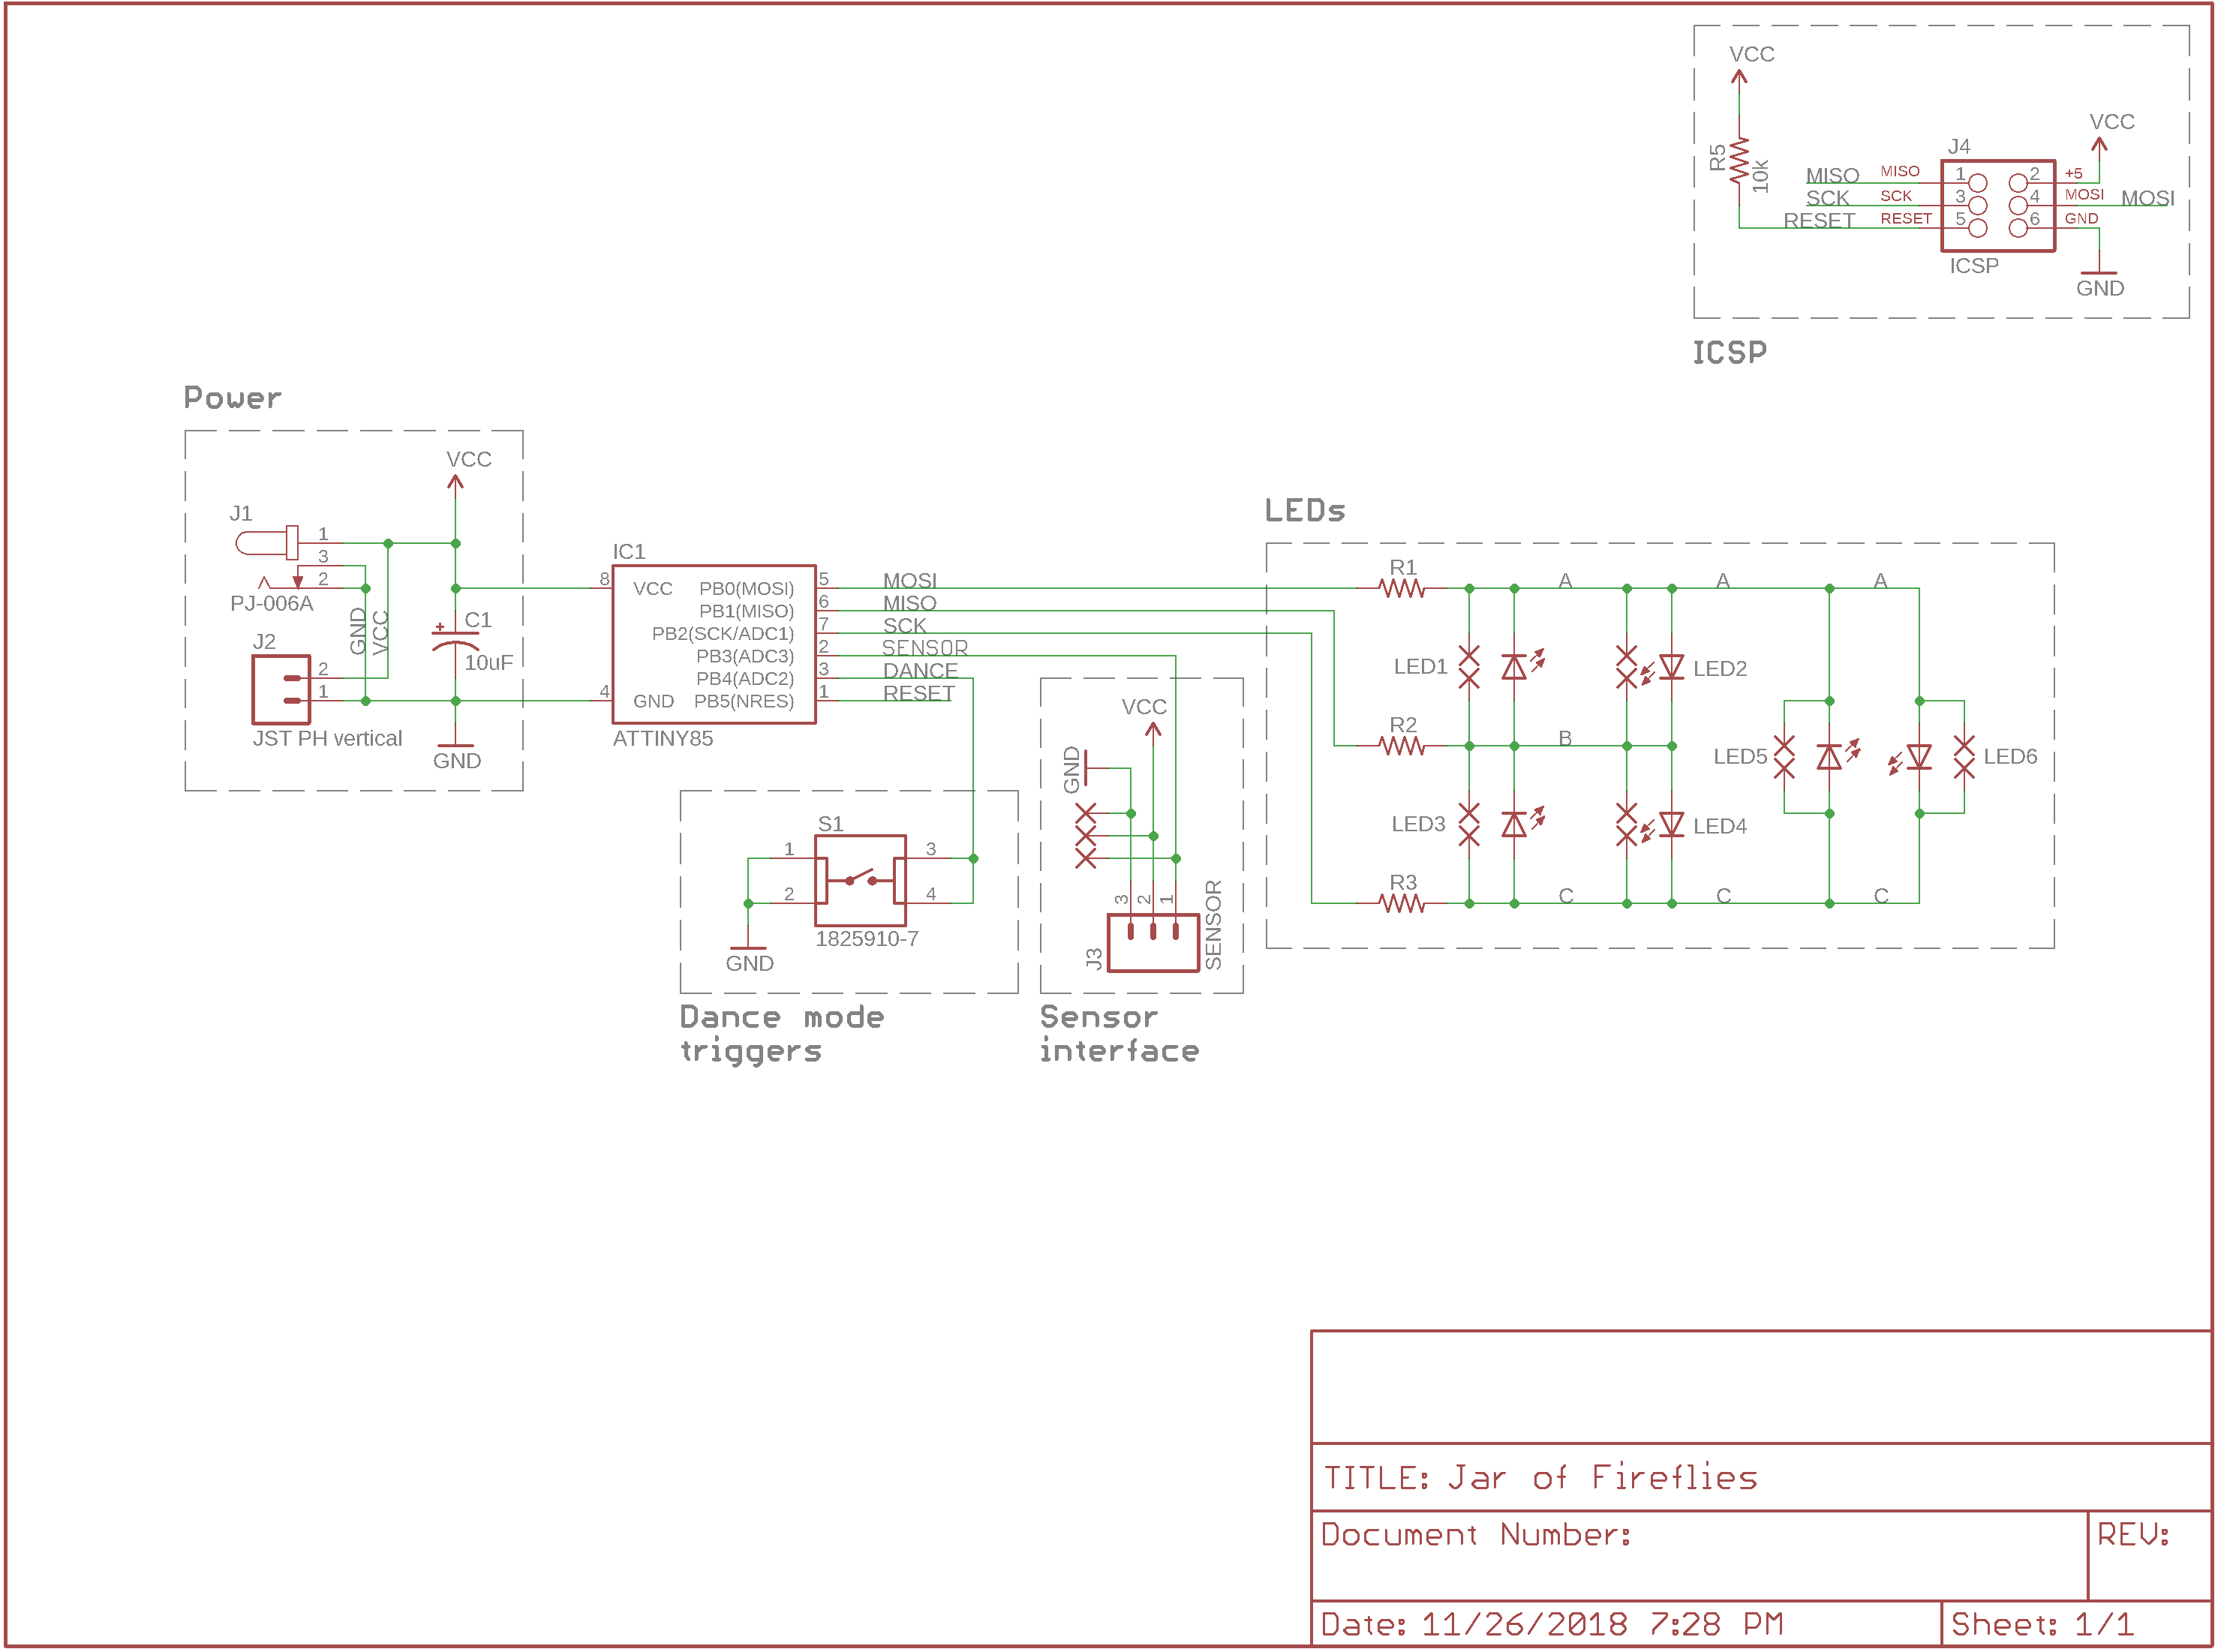 VCC
R5
10k
MISO
SCK
RESET
MISO
SCK
RESET
J4
1
3
5
2
4
6
ICSP
+5
MOSI
GND
VCC
MOSI
GND
ICSP
Power
VCC
J1
1
3
2
PJ-006A
GND
VCC
J2
2
1
JST PH vertical
C1
+
10uF
GND
IC1
8
4
VCC
GND
PB0(MOSI)
PB1(MISO)
PB2(SCK/ADC1)
PB3(ADC3)
PB4(ADC2)
PB5(NRES)
ATTINY85
5
6
7
2
3
1
MOSI
MISO
SCK
SENSOR
DANCE
RESET
S1
1
2
3
4
1825910-7
GND
Dance mode
triggers
VCC
GND
3
2
1
J3
SENSOR
Sensor
interface
LEDs
R1
R2
R3
A
A
A
B
C
C
C
LED1
LED2
LED3
LED4
LED5
LED6
TITLE: Jar of Fireflies
Document Number:
REV:
Date: 11/26/2018 7:28 PM
Sheet: 1/1